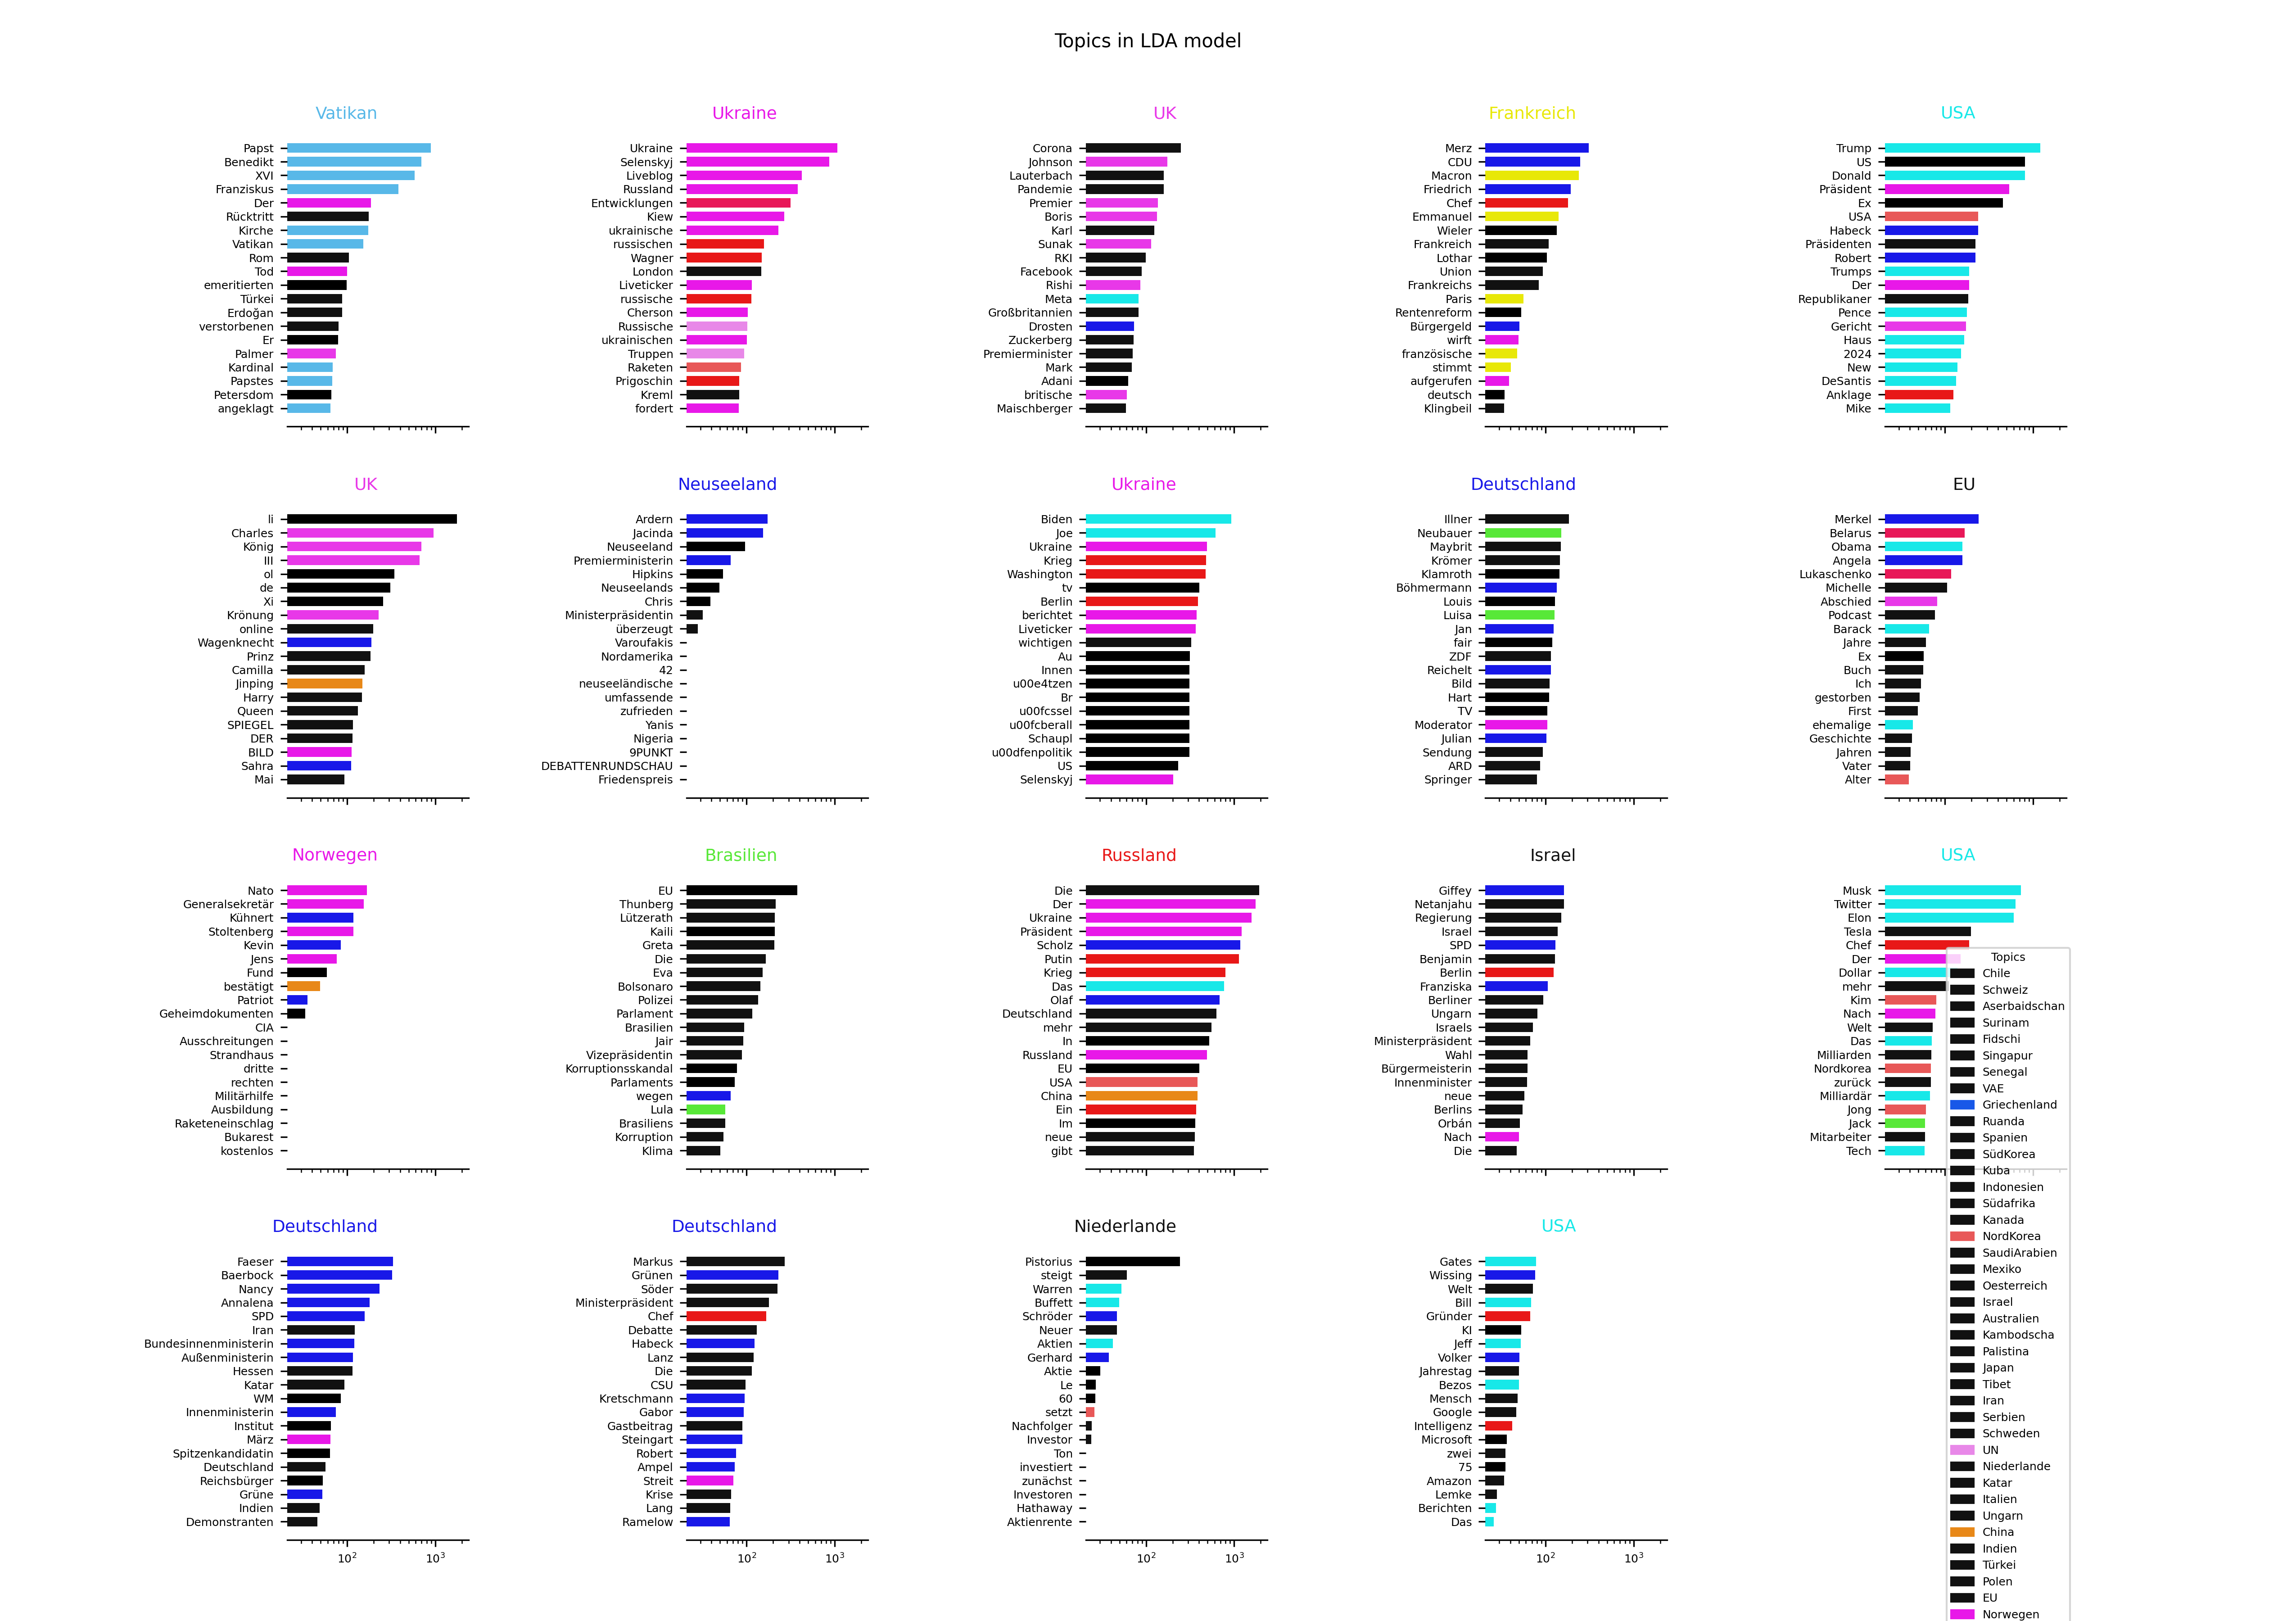 Topics in LDA model
Vatikan
Papst
Benedikt
XVI
Franziskus
Der
Rücktritt
Kirche
Vatikan
Rom
Tod
emeritierten
Türkei
Erdoğan
verstorbenen
Er
Palmer
Kardinal
Papstes
Petersdom
angeklagt
Ukraine
Ukraine
Selenskyj
Liveblog
Russland
Entwicklungen
Kiew
ukrainische
russischen
Wagner
London
Liveticker
russische
Cherson
Russische
ukrainischen
Truppen
Raketen
Prigoschin
Kreml
fordert
UK
Corona
Johnson
Lauterbach
Pandemie
Premier
Boris
Karl
Sunak
RKI
Facebook
Rishi
Meta
Großbritannien
Drosten
Zuckerberg
Premierminister
Mark
Adani
britische
Maischberger
Frankreich
Merz
CDU
Macron
Friedrich
Chef
Emmanuel
Wieler
Frankreich
Lothar
Union
Frankreichs
Paris
Rentenreform
Bürgergeld
wirft
französische
stimmt
aufgerufen
deutsch
Klingbeil
USA
Trump
US
Donald
Präsident
Ex
USA
Habeck
Präsidenten
Robert
Trumps
Der
Republikaner
Pence
Gericht
Haus
2024
New
DeSantis
Anklage
Mike
UK
li
Charles
König
III
ol
de
Xi
Krönung
online
Wagenknecht
Prinz
Camilla
Jinping
Harry
Queen
SPIEGEL
DER
BILD
Sahra
Mai
Neuseeland
Ardern
Jacinda
Neuseeland
Premierministerin
Hipkins
Neuseelands
Chris
Ministerpräsidentin
überzeugt
Varoufakis
Nordamerika
42
neuseeländische
umfassende
zufrieden
Yanis
Nigeria
9PUNKT
DEBATTENRUNDSCHAU
Friedenspreis
Ukraine
Biden
Joe
Ukraine
Krieg
Washington
tv
Berlin
berichtet
Liveticker
wichtigen
Au
Innen
u00e4tzen
Br
u00fcssel
u00fcberall
Schaupl
u00dfenpolitik
US
Selenskyj
Deutschland
Illner
Neubauer
Maybrit
Krömer
Klamroth
Böhmermann
Louis
Luisa
Jan
fair
ZDF
Reichelt
Bild
Hart
TV
Moderator
Julian
Sendung
ARD
Springer
EU
Merkel
Belarus
Obama
Angela
Lukaschenko
Michelle
Abschied
Podcast
Barack
Jahre
Ex
Buch
Ich
gestorben
First
ehemalige
Geschichte
Jahren
Vater
Alter
Norwegen
Nato
Generalsekretär
Kühnert
Stoltenberg
Kevin
Jens
Fund
bestätigt
Patriot
Geheimdokumenten
CIA
Ausschreitungen
Strandhaus
dritte
rechten
Militärhilfe
Ausbildung
Raketeneinschlag
Bukarest
kostenlos
Brasilien
EU
Thunberg
Lützerath
Kaili
Greta
Die
Eva
Bolsonaro
Polizei
Parlament
Brasilien
Jair
Vizepräsidentin
Korruptionsskandal
Parlaments
wegen
Lula
Brasiliens
Korruption
Klima
Russland
Die
Der
Ukraine
Präsident
Scholz
Putin
Krieg
Das
Olaf
Deutschland
mehr
In
Russland
EU
USA
China
Ein
Im
neue
gibt
Israel
Giffey
Netanjahu
Regierung
Israel
SPD
Benjamin
Berlin
Franziska
Berliner
Ungarn
Israels
Ministerpräsident
Wahl
Bürgermeisterin
Innenminister
neue
Berlins
Orbán
Nach
Die
USA
Musk
Twitter
Elon
Tesla
Chef
Der
Dollar
mehr
Kim
Nach
Welt
Das
Milliarden
Nordkorea
zurück
Milliardär
Jong
Jack
Mitarbeiter
Tech
Deutschland
Faeser
Baerbock
Nancy
Annalena
SPD
Iran
Bundesinnenministerin
Außenministerin
Hessen
Katar
WM
Innenministerin
Institut
März
Spitzenkandidatin
Deutschland
Reichsbürger
Grüne
Indien
Demonstranten
10² 10³
Deutschland
Markus
Grünen
Söder
Ministerpräsident
Chef
Debatte
Habeck
Lanz
Die
CSU
Kretschmann
Gabor
Gastbeitrag
Steingart
Robert
Ampel
Streit
Krise
Lang
Ramelow
10² 10³
Niederlande
Pistorius
steigt
Warren
Buffett
Schröder
Neuer
Aktien
Gerhard
Aktie
Le
60
setzt
Nachfolger
Investor
Ton
investiert
zunächst
Investoren
Hathaway
Aktienrente
10² 10³
USA
Gates
Wissing
Welt
Bill
Gründer
KI
Jeff
Volker
Jahrestag
Bezos
Mensch
Google
Intelligenz
Microsoft
zwei
75
Amazon
Lemke
Berichten
Das
10² 10³
Topics
Chile
Schweiz
Aserbaidschan
Surinam
Fidschi
Singapur
Senegal
VAE
Griechenland
Ruanda
Spanien
SüdKorea
Kuba
Indonesien
Südafrika
Kanada
NordKorea
SaudiArabien
Mexiko
Oesterreich
Israel
Australien
Kambodscha
Palistina
Japan
Tibet
Iran
Serbien
Schweden
UN
Niederlande
Katar
Italien
Ungarn
China
Indien
Türkei
Polen
EU
Norwegen